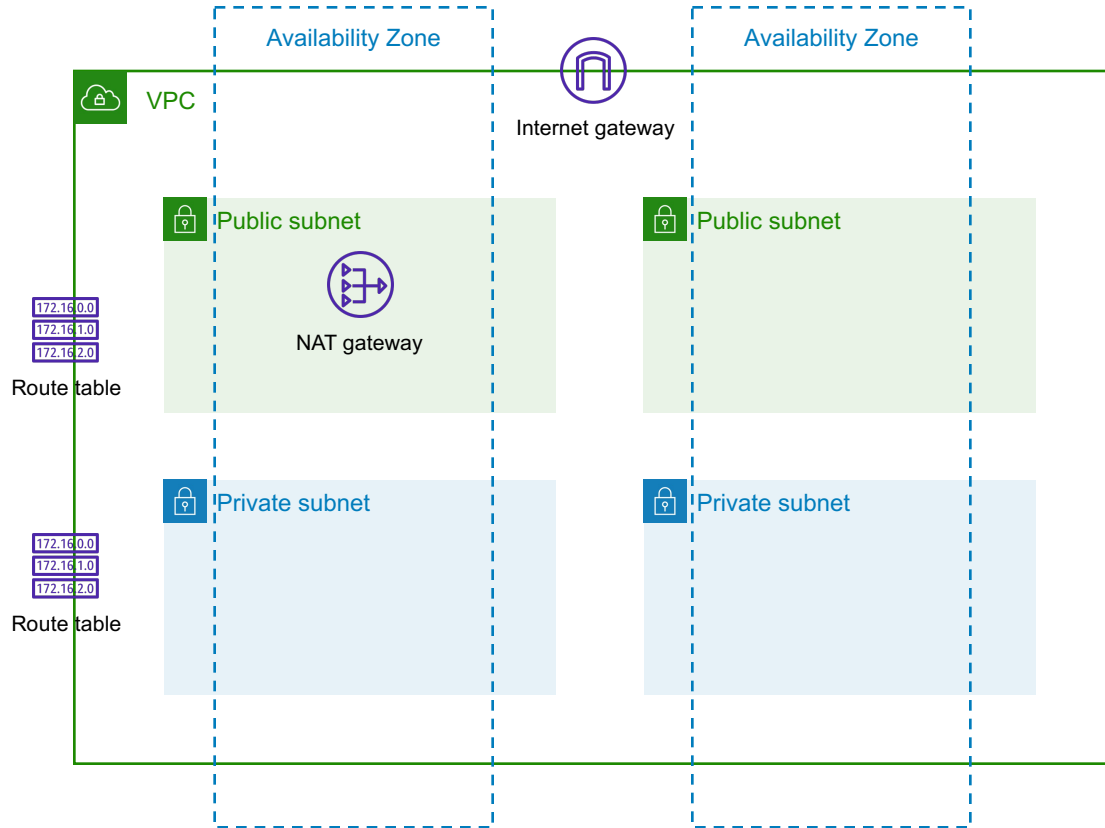 Availability Zone
Availability Zone
VPC
Internet gateway
Public subnet
Public subnet
NAT gateway
172.16.0.0
172.16.1.0
172.16.2.0
Route table
Private subnet
Private subnet
172.16.0.0
172.16.1.0
172.16.2.0
Route table